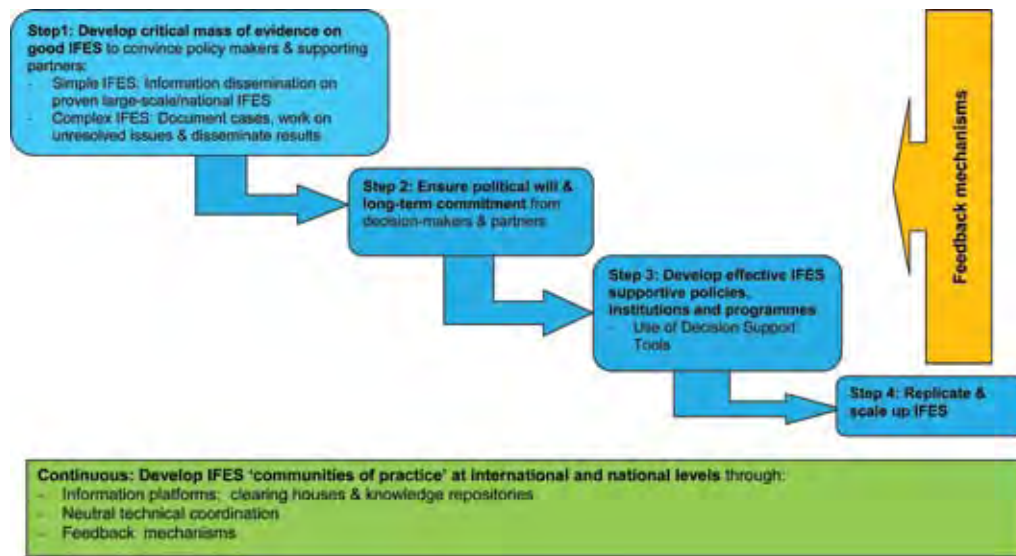 Step1: Develop critical mass of evidence on
good IFES to convince policy makers & supporting
partners:
- Simple IFES: Information dissemination on
proven large-scale/national IFES
- Complex IFES: Document cases, work on
unresolved issues & disseminate results
Step 2: Ensure political will &
long-term commitment from
decision-makers & partners
Step 3: Develop effective IFES
supportive policies,
institutions and programmes
- Use of Decision Support
Tools
Step 4: Replicate &
scale up IFES
Feedback mechanisms
Continuous: Develop IFES ‘communities of practice’ at international and national levels through:
- Information platforms: clearing houses & knowledge repositories
- Neutral technical coordination
- Feedback mechanisms